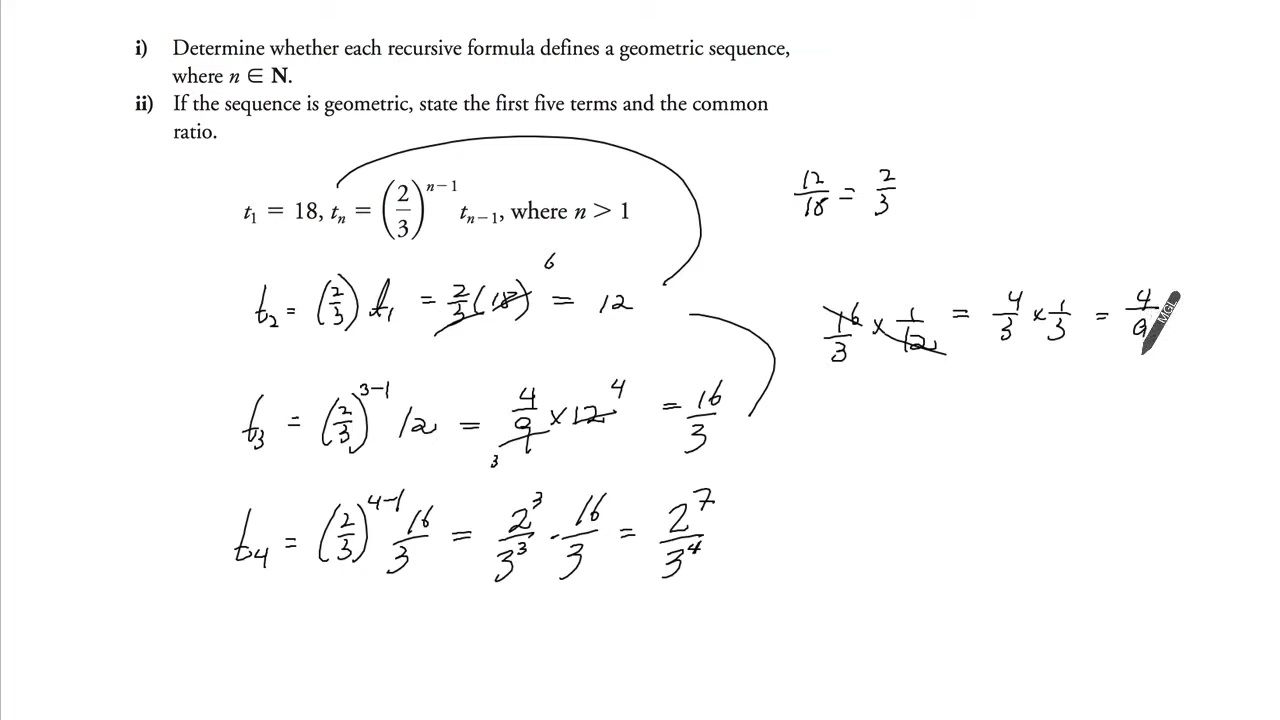 i) Determine whether each recursive formula defines a geometric sequence,
where n ∈ N.
ii) If the sequence is geometric, state the first five terms and the common
ratio.
t₁ = 18, tₙ = (2/3)ⁿ⁻¹ tₙ₋₁, where n > 1
12/18 = 2/3
t₂ = (2/3) t₁ = 2/3 (18) 6 = 12
16/3 × 1/12 = 4/3 × 1/3 = 4/9
MGL
t₃ = (2/3)³⁻¹ 12 = 4/9 3 × 12 4 = 16/3
t₄ = (2/3)⁴⁻¹ 16/3 = 2³/3³ · 16/3 = 2⁷/3⁴